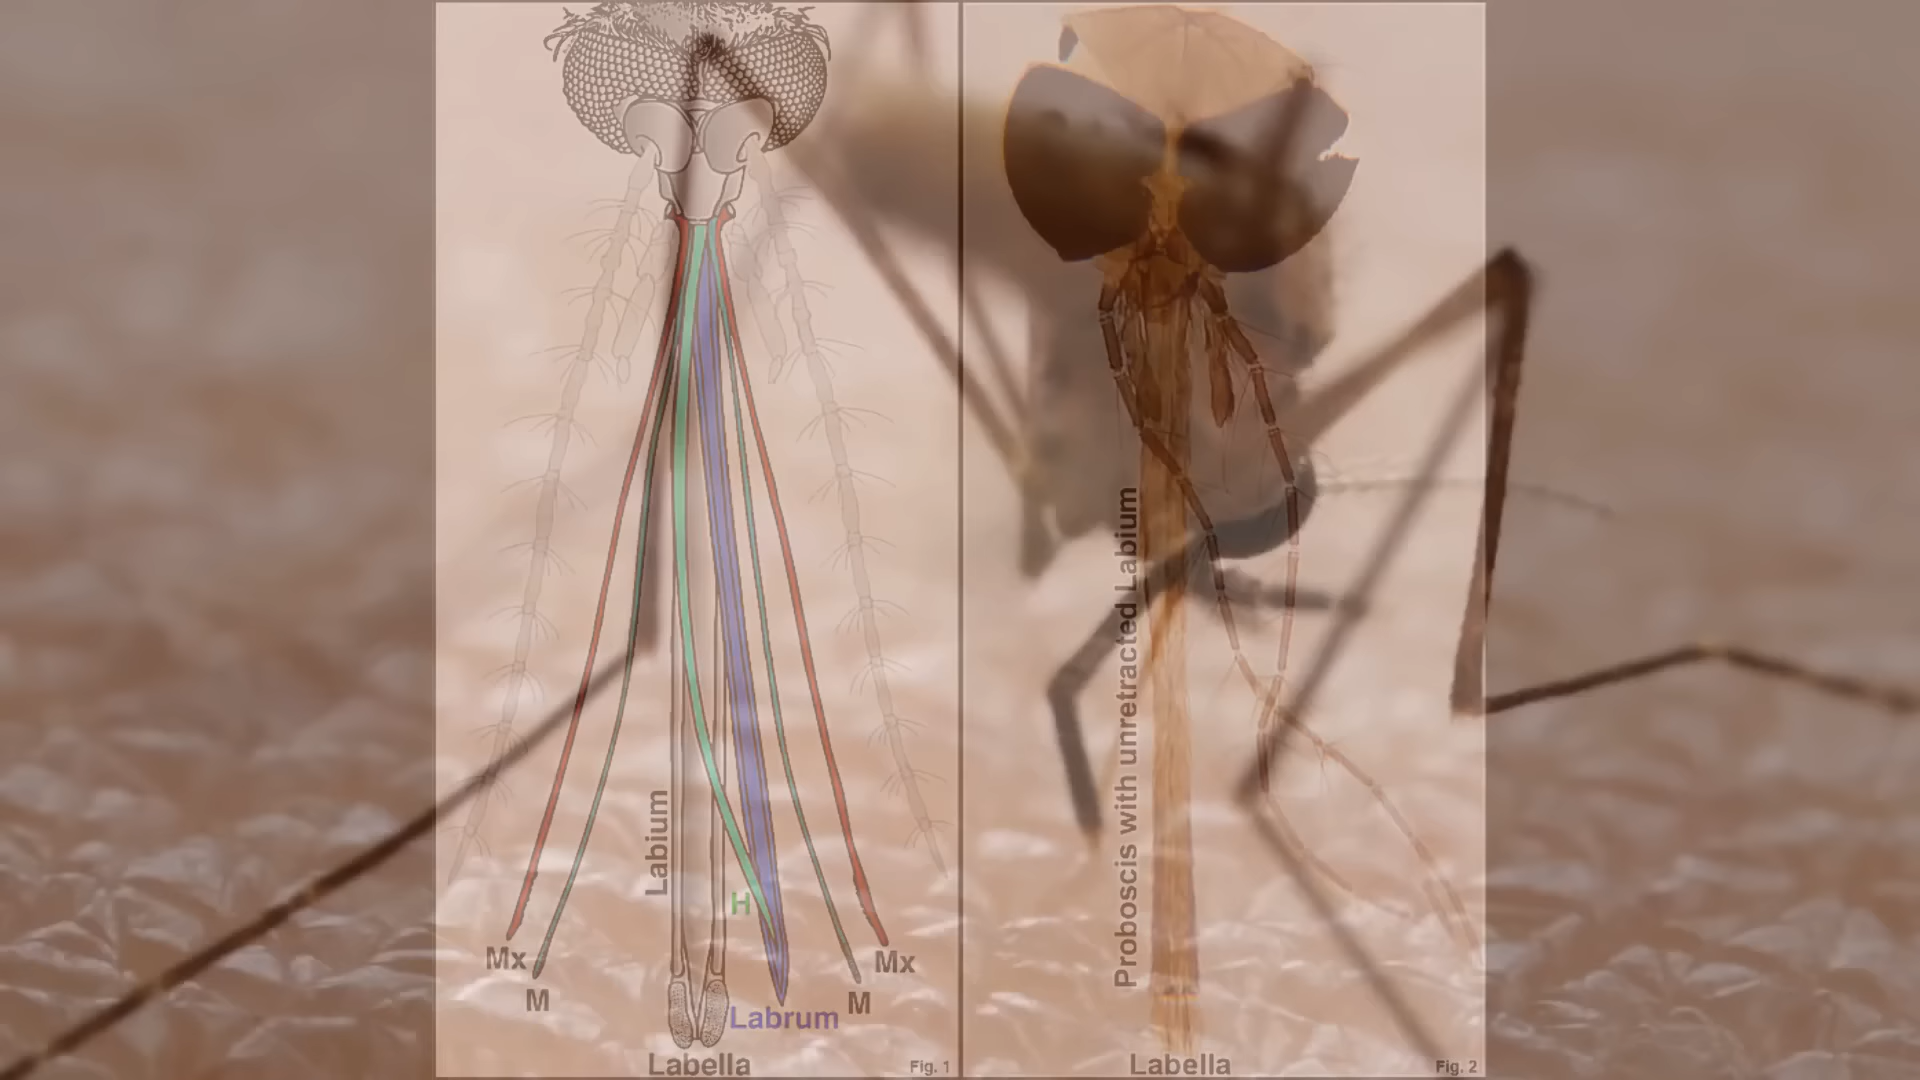 Labium
H
Mx
M
Mx
M
Labrum
Labella
Fig. 1
Proboscis with unretracted Labium
Labella
Fig. 2